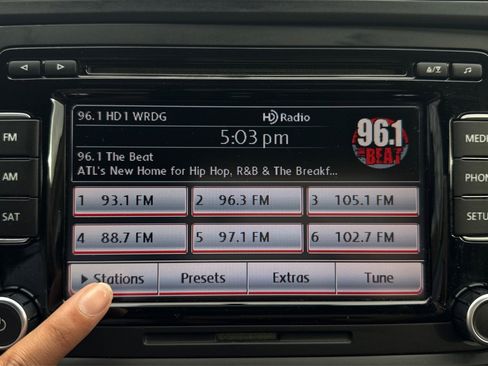 96.1 HD1 WRDG
HD Radio
5:03 pm
96.1
THE BEAT
96.1 The Beat
ATL's New Home for Hip Hop, R&B & The Breakf...
FM
AM
SAT
MEDI
PHON
SETU
1 93.1 FM
2 96.3 FM
3 105.1 FM
4 88.7 FM
5 97.1 FM
6 102.7 FM
Stations
Presets
Extras
Tune